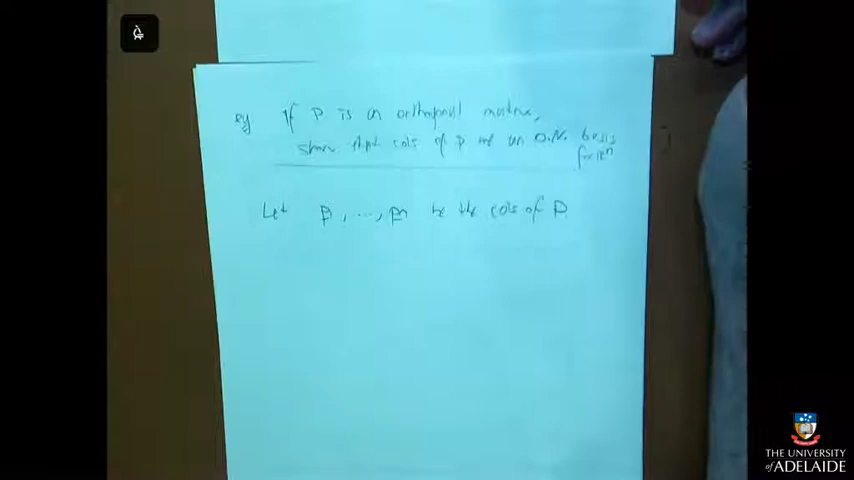 eg If P is an orthogonal matrix,
show that cols of P are an O.N. basis
for ℝⁿ
Let p₁, ..., pₙ be the cols of P.
THE UNIVERSITY
of ADELAIDE